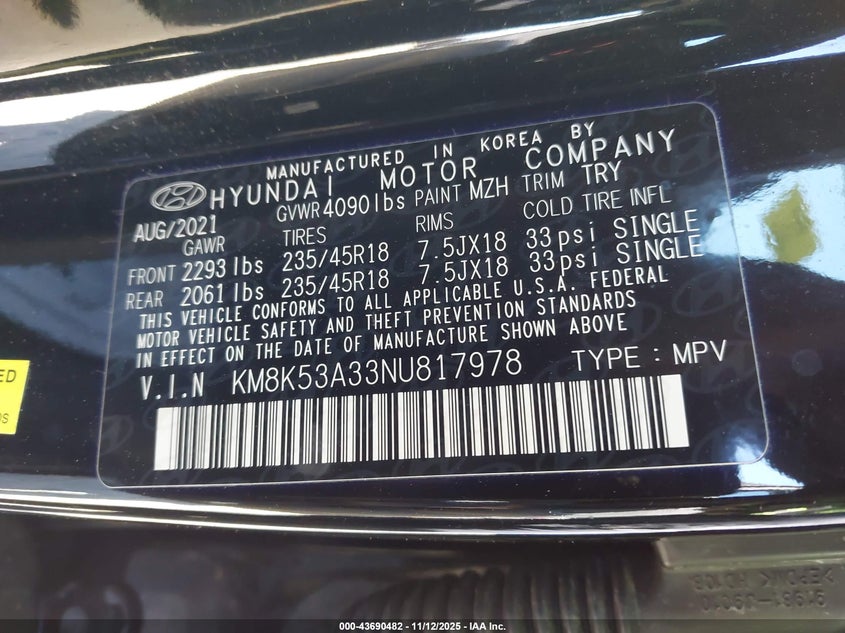 MANUFACTURED IN KOREA BY
HYUNDAI MOTOR COMPANY
AUG/2021 GVWR 4090 lbs PAINT MZH TRIM TRY
GAWR TIRES RIMS COLD TIRE INFL
FRONT 2293 lbs 235/45R18 7.5JX18 33 psi SINGLE
REAR 2061 lbs 235/45R18 7.5JX18 33 psi SINGLE
THIS VEHICLE CONFORMS TO ALL APPLICABLE U.S.A. FEDERAL
MOTOR VEHICLE SAFETY AND THEFT PREVENTION STANDARDS
IN EFFECT ON THE DATE OF MANUFACTURE SHOWN ABOVE
V.I.N KM8K53A33NU817978 TYPE : MPV
000-43690482 - 11/12/2025 - IAA Inc.